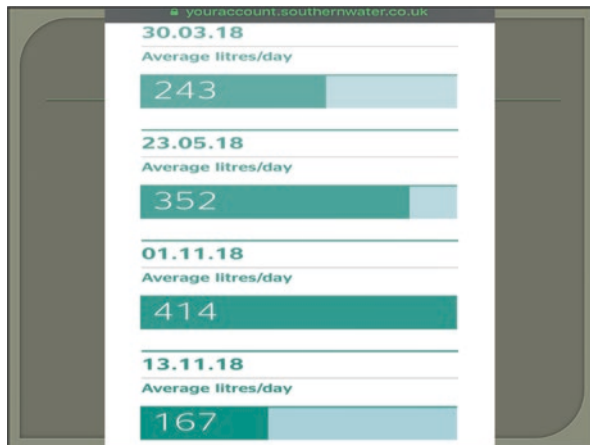 youraccount.southernwater.co.uk
30.03.18
Average litres/day
243
23.05.18
Average litres/day
352
01.11.18
Average litres/day
414
13.11.18
Average litres/day
167